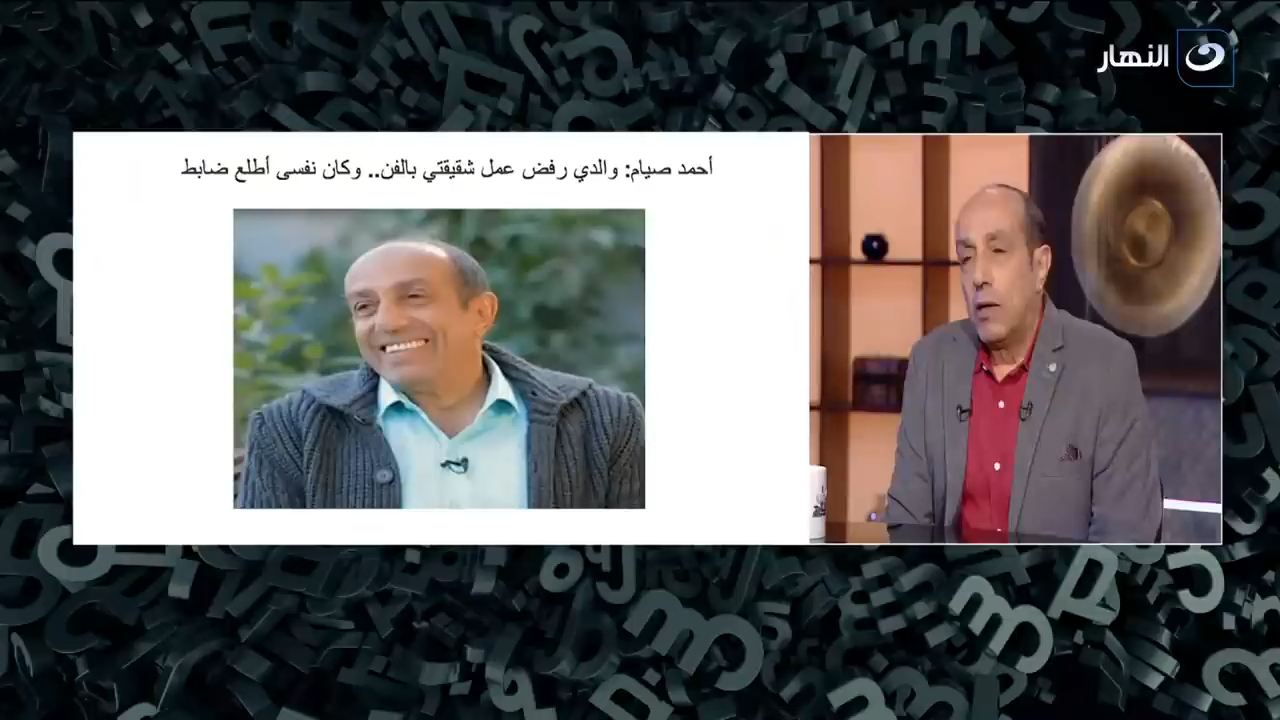 النهار
أحمد صيام: والدي رفض عمل شقيقتي بالفن.. وكان نفسى أطلع ضابط